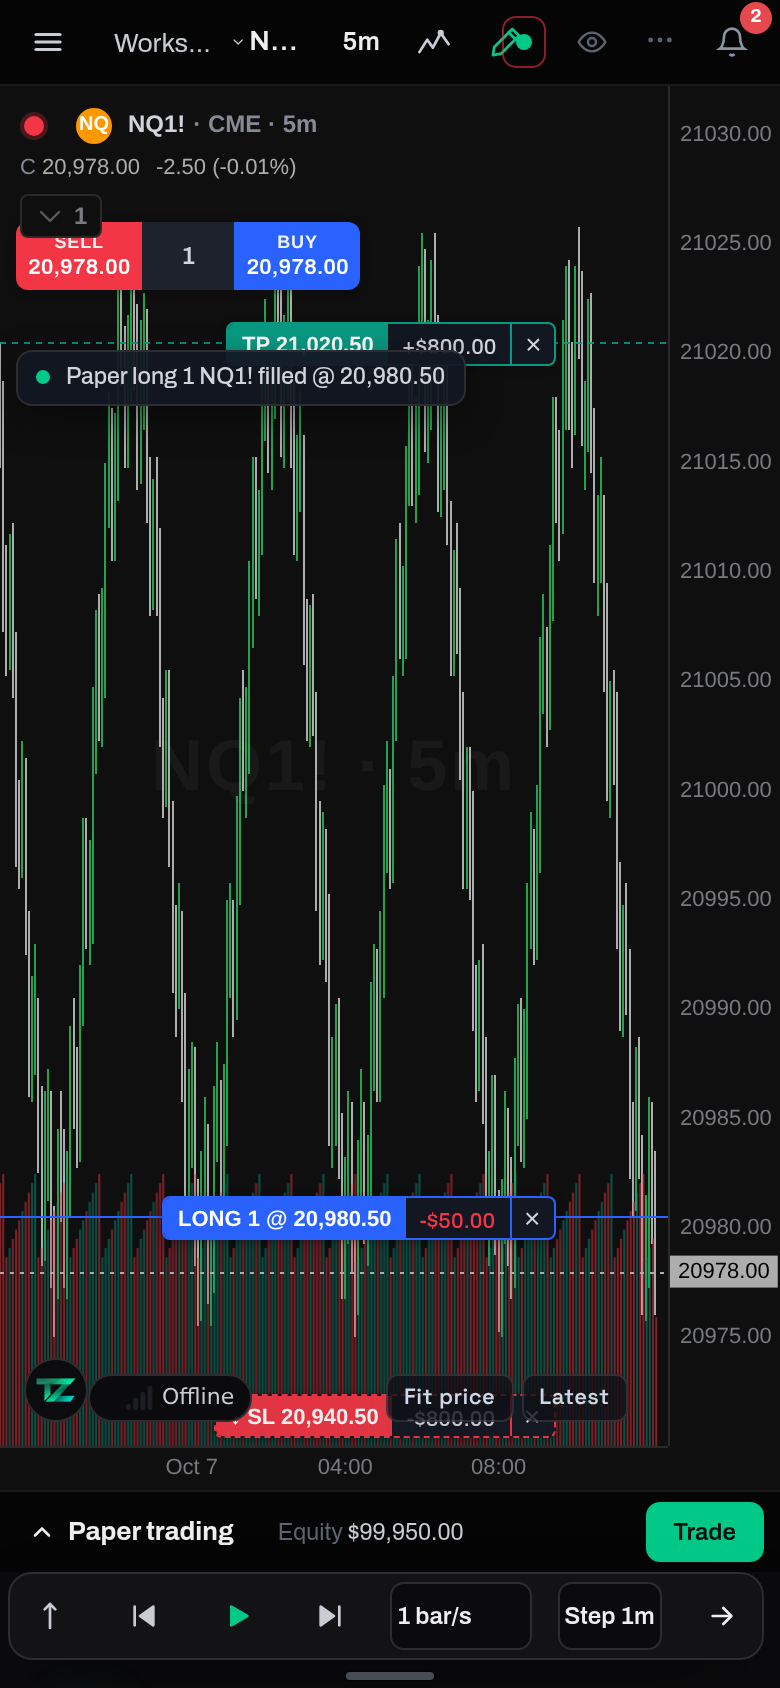 Works... N... 5m 2
NQ NQ1! · CME · 5m
C 20,978.00 -2.50 (-0.01%)
1
SELL 1 BUY
20,978.00 20,978.00
TP 21,020.50 +$800.00 ×
Paper long 1 NQ1! filled @ 20,980.50
21030.00
21025.00
21020.00
21015.00
21010.00
21005.00
NQ1! · 5m
21000.00
20995.00
20990.00
20985.00
LONG 1 @ 20,980.50 -$50.00 ×
20980.00
20978.00
20975.00
TZ Offline Fit price Latest
SL 20,940.50 -$800.00 ×
Oct 7 04:00 08:00
Paper trading Equity $99,950.00 Trade
1 bar/s Step 1m